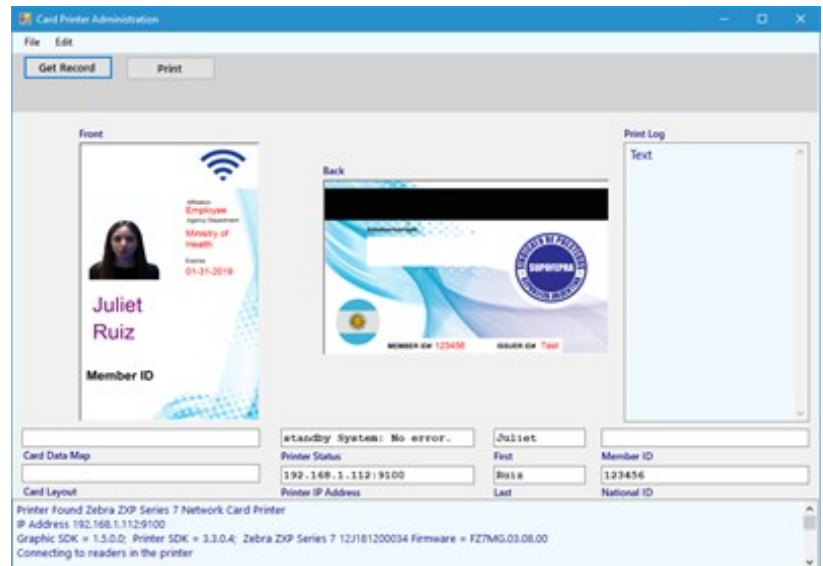 Card Printer Administration
File Edit
Get Record Print
Front
Back
Print Log
Text
Affiliation
Employee
Agency Department
Ministry of
Health
Expires
01-31-2019
Juliet
Ruiz
Member ID
SUPOFEPRA
MEMBER ID# 123456 ISSUER ID# Test
standby System: No error. Juliet
Card Data Map Printer Status First Member ID
192.168.1.112:9100 Ruiz 123456
Card Layout Printer IP Address Last National ID
Printer Found Zebra ZXP Series 7 Network Card Printer
IP Address 192.168.1.112:9100
Graphic SDK = 1.5.0.0; Printer SDK = 3.3.0.4; Zebra ZXP Series 7 12J181200034 Firmware = FZ7MG.03.08.00
Connecting to readers in the printer